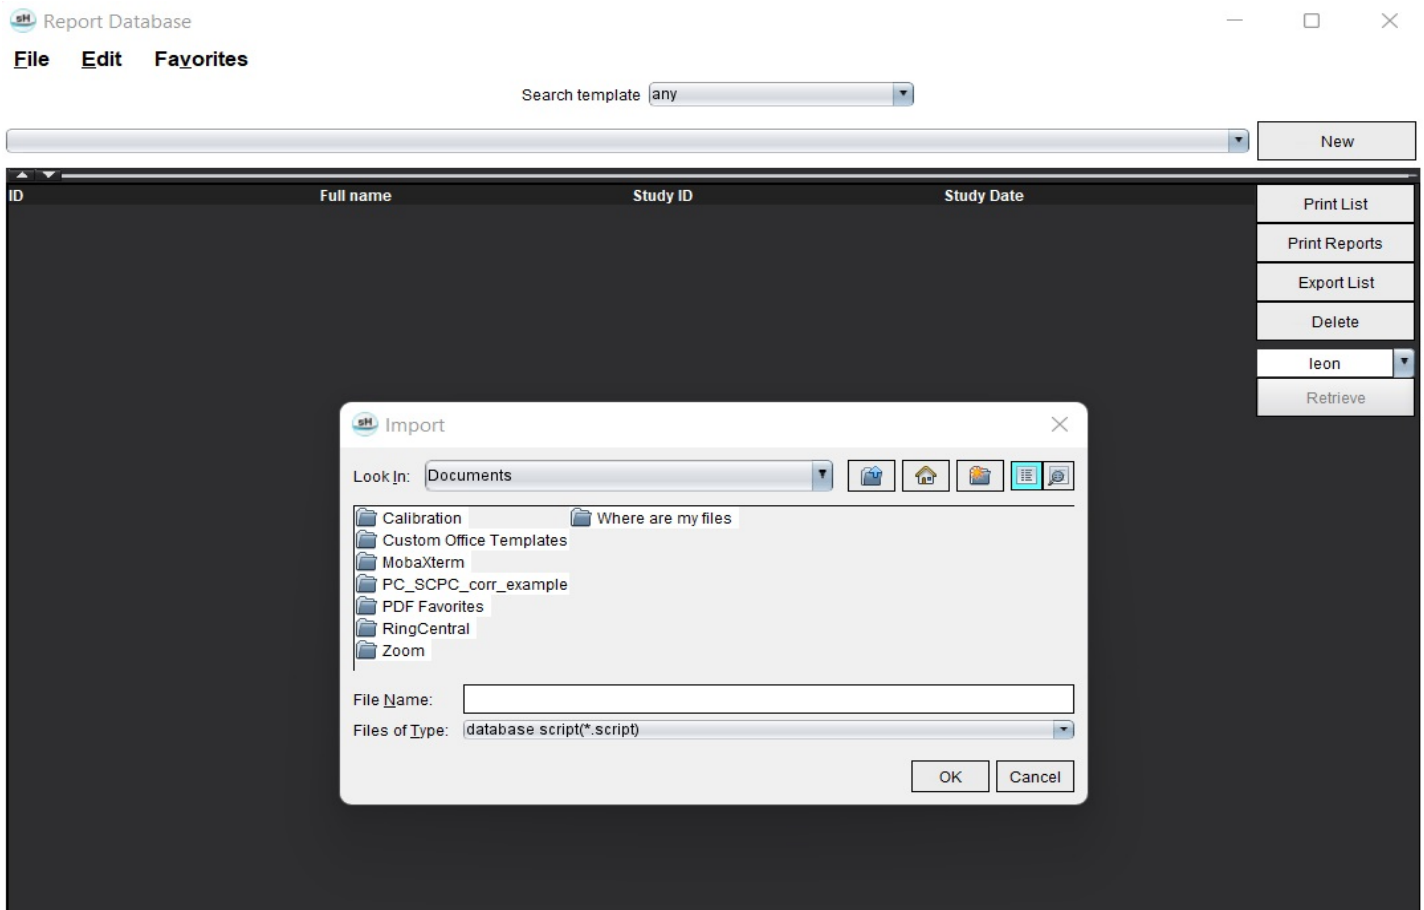 sH Report Database
File Edit Favorites
Search template any
New
ID Full name Study ID Study Date
Print List
Print Reports
Export List
Delete
leon
Retrieve
sH Import
Look In: Documents
Calibration Where are my files
Custom Office Templates
MobaXterm
PC_SCPC_corr_example
PDF Favorites
RingCentral
Zoom
File Name:
Files of Type: database script(*.script)
OK Cancel